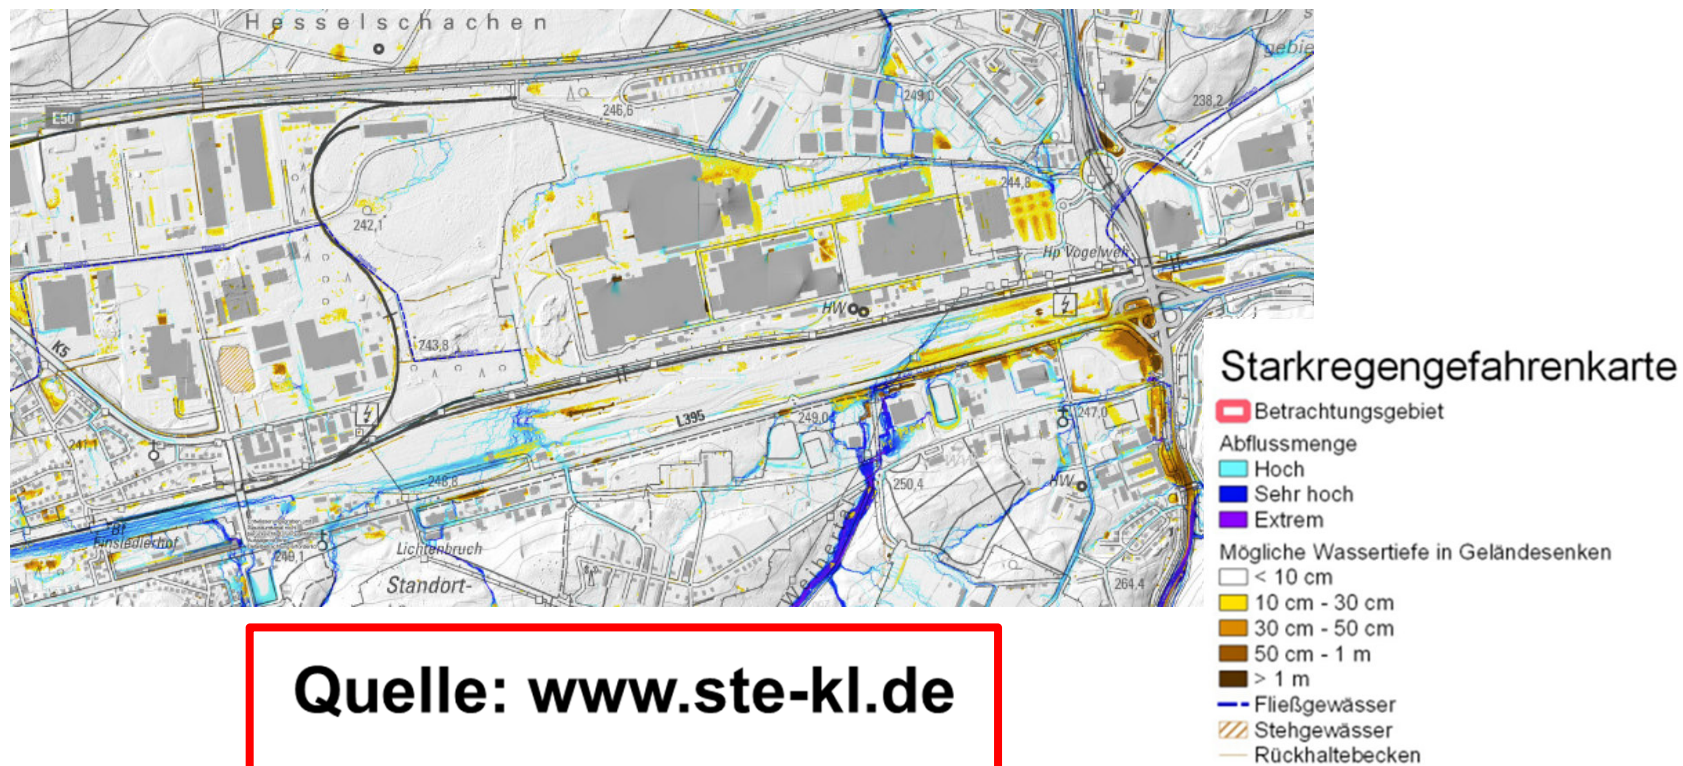 Hesselschachen
gebie
E50
246,6
249,0
238,2
244,8
242,1
Hp Vogelweh
HW
243,8
K5
L395
249,0
247,0
241,1
248,8
250,4
HW
Bf
Einsiedlerhof
249,1
Lichtenbruch
Standort-
264,4
Starkregengefahrenkarte
Betrachtungsgebiet
Abflussmenge
Hoch
Sehr hoch
Extrem
Mögliche Wassertiefe in Geländesenken
< 10 cm
10 cm - 30 cm
30 cm - 50 cm
50 cm - 1 m
> 1 m
Fließgewässer
Stehgewässer
Rückhaltebecken
Quelle: www.ste-kl.de